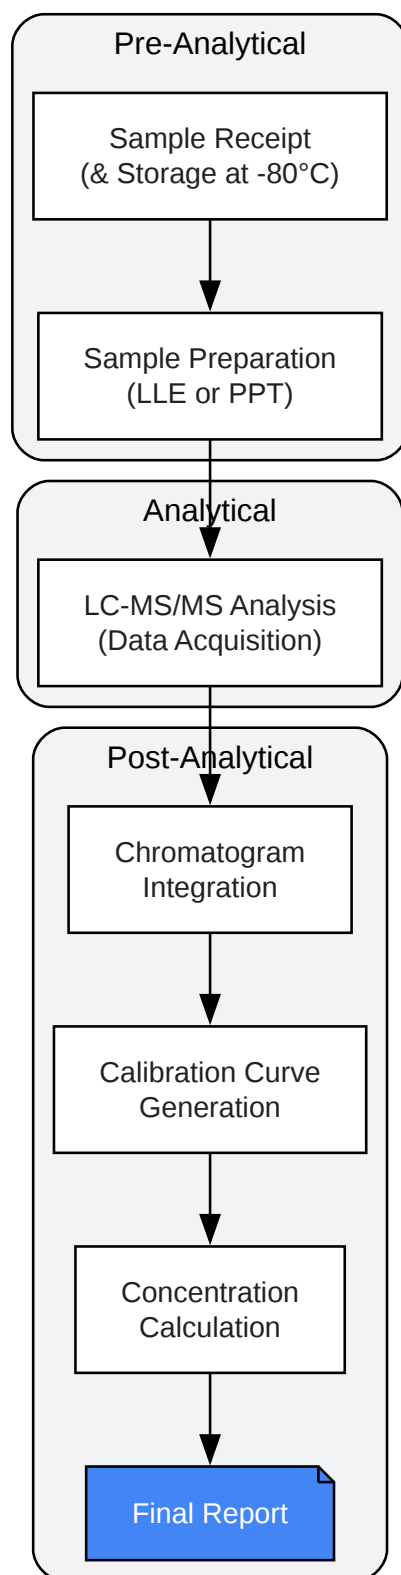 Pre-Analytical
Sample Receipt
(& Storage at -80°C)
Sample Preparation
(LLE or PPT)
Analytical
LC-MS/MS Analysis
(Data Acquisition)
Post-Analytical
Chromatogram
Integration
Calibration Curve
Generation
Concentration
Calculation
Final Report